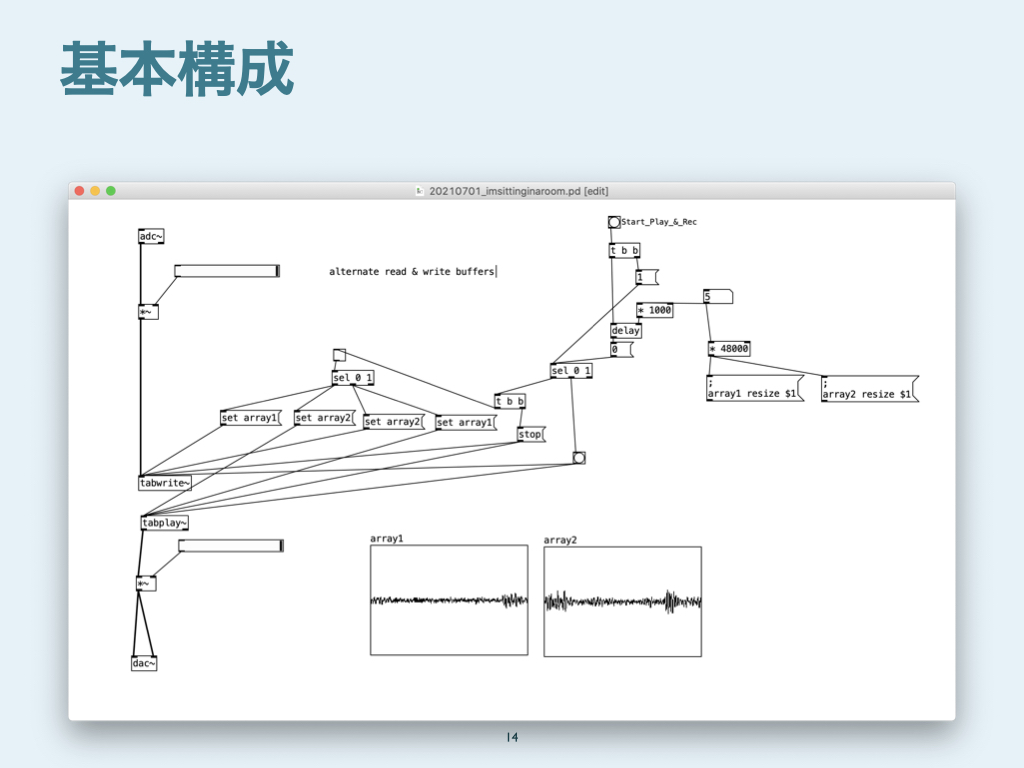 基本構成
20210701_imsittinginaroom.pd [edit]
Start_Play_&_Rec
adc~
t b b
alternate read & write buffers
1
5
*~
* 1000
delay
0
* 48000
sel 0 1
sel 0 1
;
array1 resize $1
;
array2 resize $1
t b b
set array1
set array2
set array2
set array1
stop
tabwrite~
tabplay~
array1
array2
*~
dac~
14